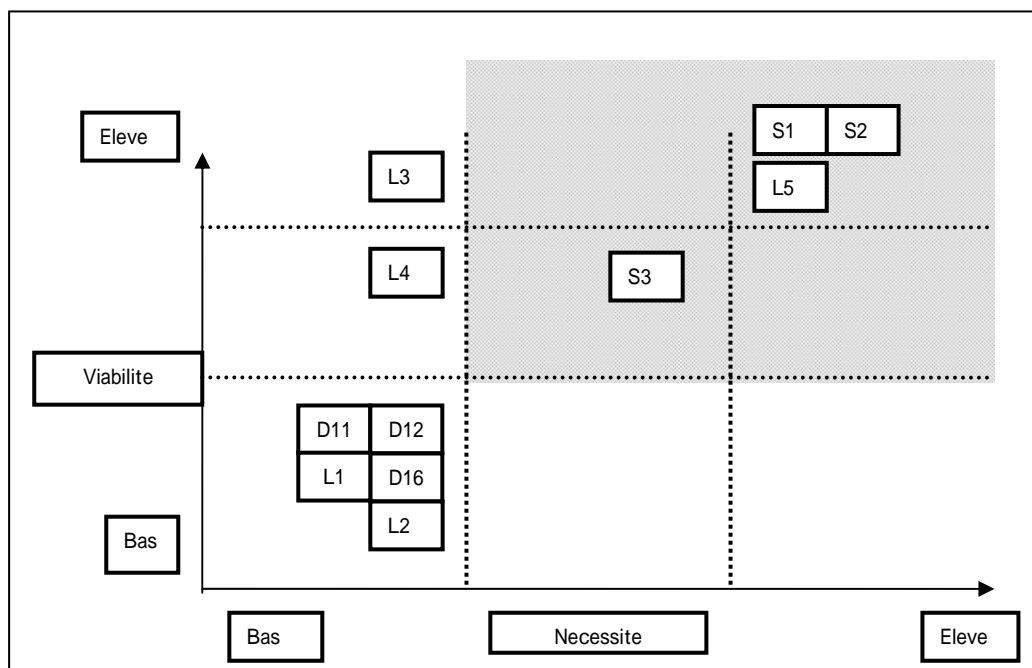 Eleve
S1 S2
L3
L5
L4
S3
Viabilite
D11 D12
L1 D16
L2
Bas
Bas
Necessite
Eleve